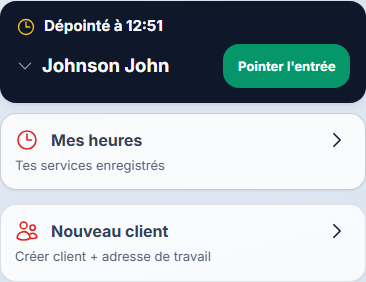 Dépointé à 12:51
Johnson John
Pointer l'entrée
Mes heures
Tes services enregistrés
Nouveau client
Créer client + adresse de travail